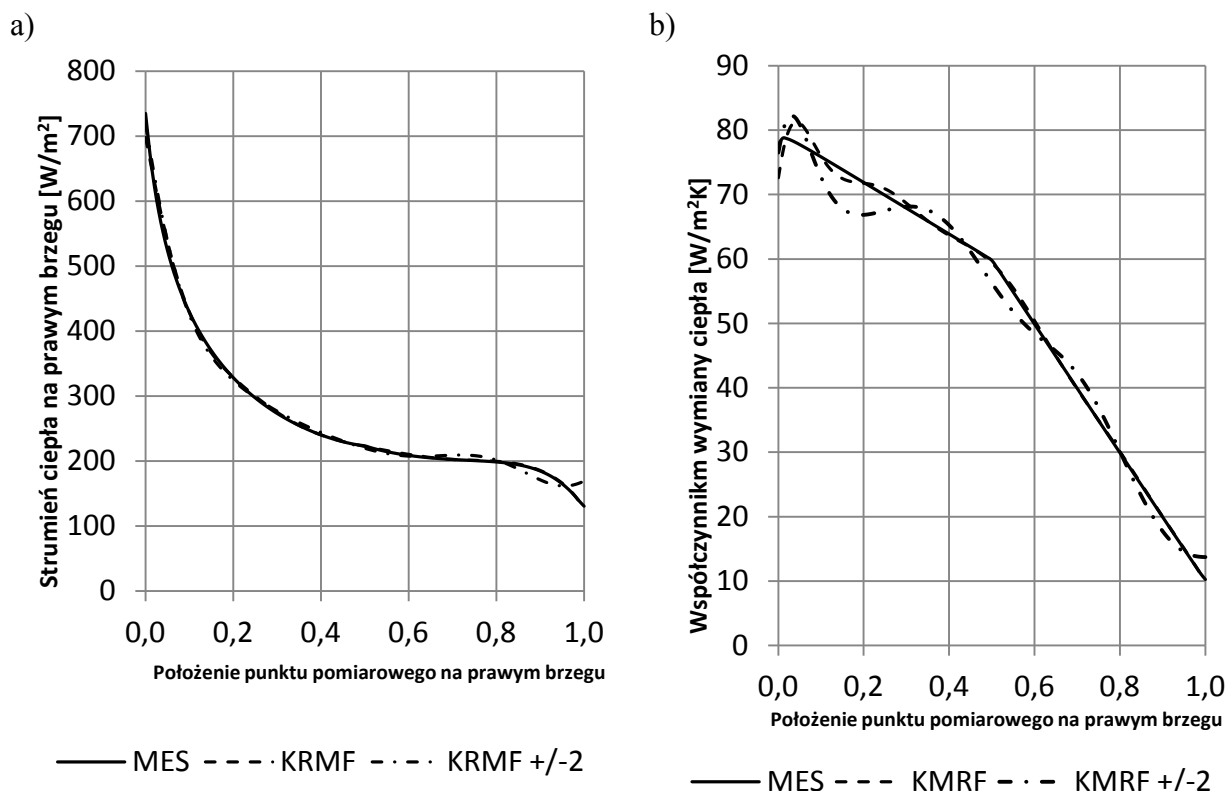 a)
Strumień ciepła na prawym brzegu [W/m²]
800
700
600
500
400
300
200
100
0
0,0 0,2 0,4 0,6 0,8 1,0
Położenie punktu pomiarowego na prawym brzegu
MES KRMF KRMF +/-2
b)
Współczynnikm wymiany ciepła [W/m²K]
90
80
70
60
50
40
30
20
10
0
0,0 0,2 0,4 0,6 0,8 1,0
Położenie punktu pomiarowego na prawym brzegu
MES KMRF KMRF +/-2